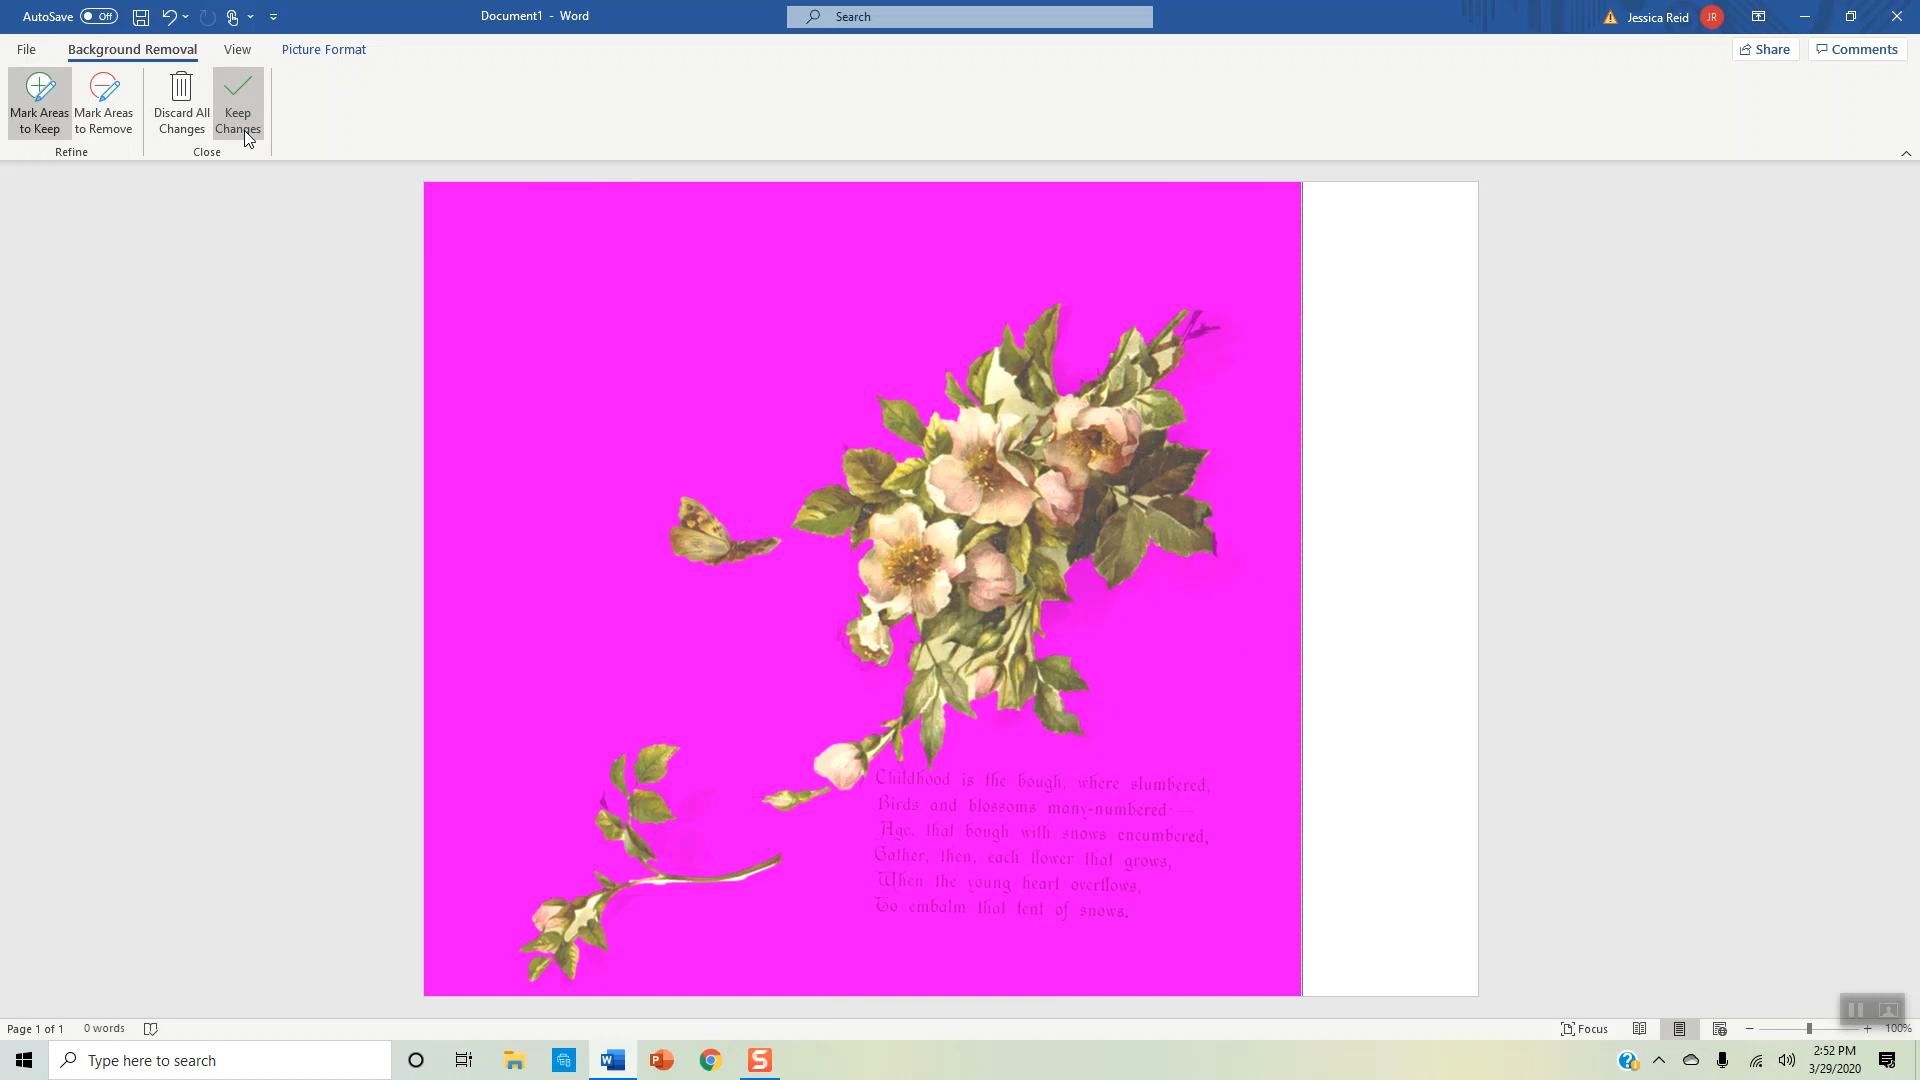 AutoSave Off
Document1 - Word
Search
Jessica Reid JR
File Background Removal View Picture Format
Share Comments
Mark Areas to Keep
Mark Areas to Remove
Discard All Changes
Keep Changes
Refine Close
Childhood is the bough, where slumbered,
Birds and blossoms many-numbered —
Age, that bough with snows encumbered,
Gather, then, each flower that grows,
When the young heart overflows,
To embalm that tent of snows.
Page 1 of 1 0 words Focus 100%
Type here to search
2:52 PM
3/29/2020